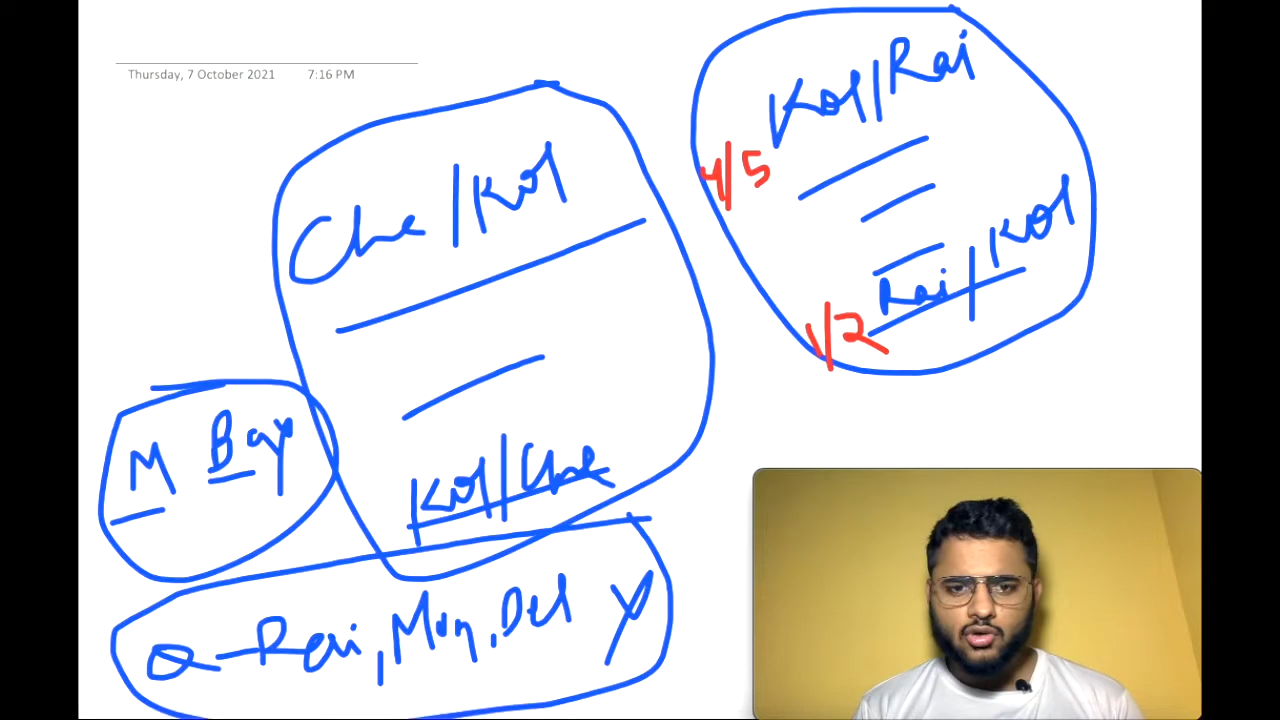 Thursday, 7 October 2021 7:16 PM
Che/Kol
Kol/Che
M Bay
Q-Rai, Mum, Del
Kol/Rai
4/5
Rai/Kol
1/2